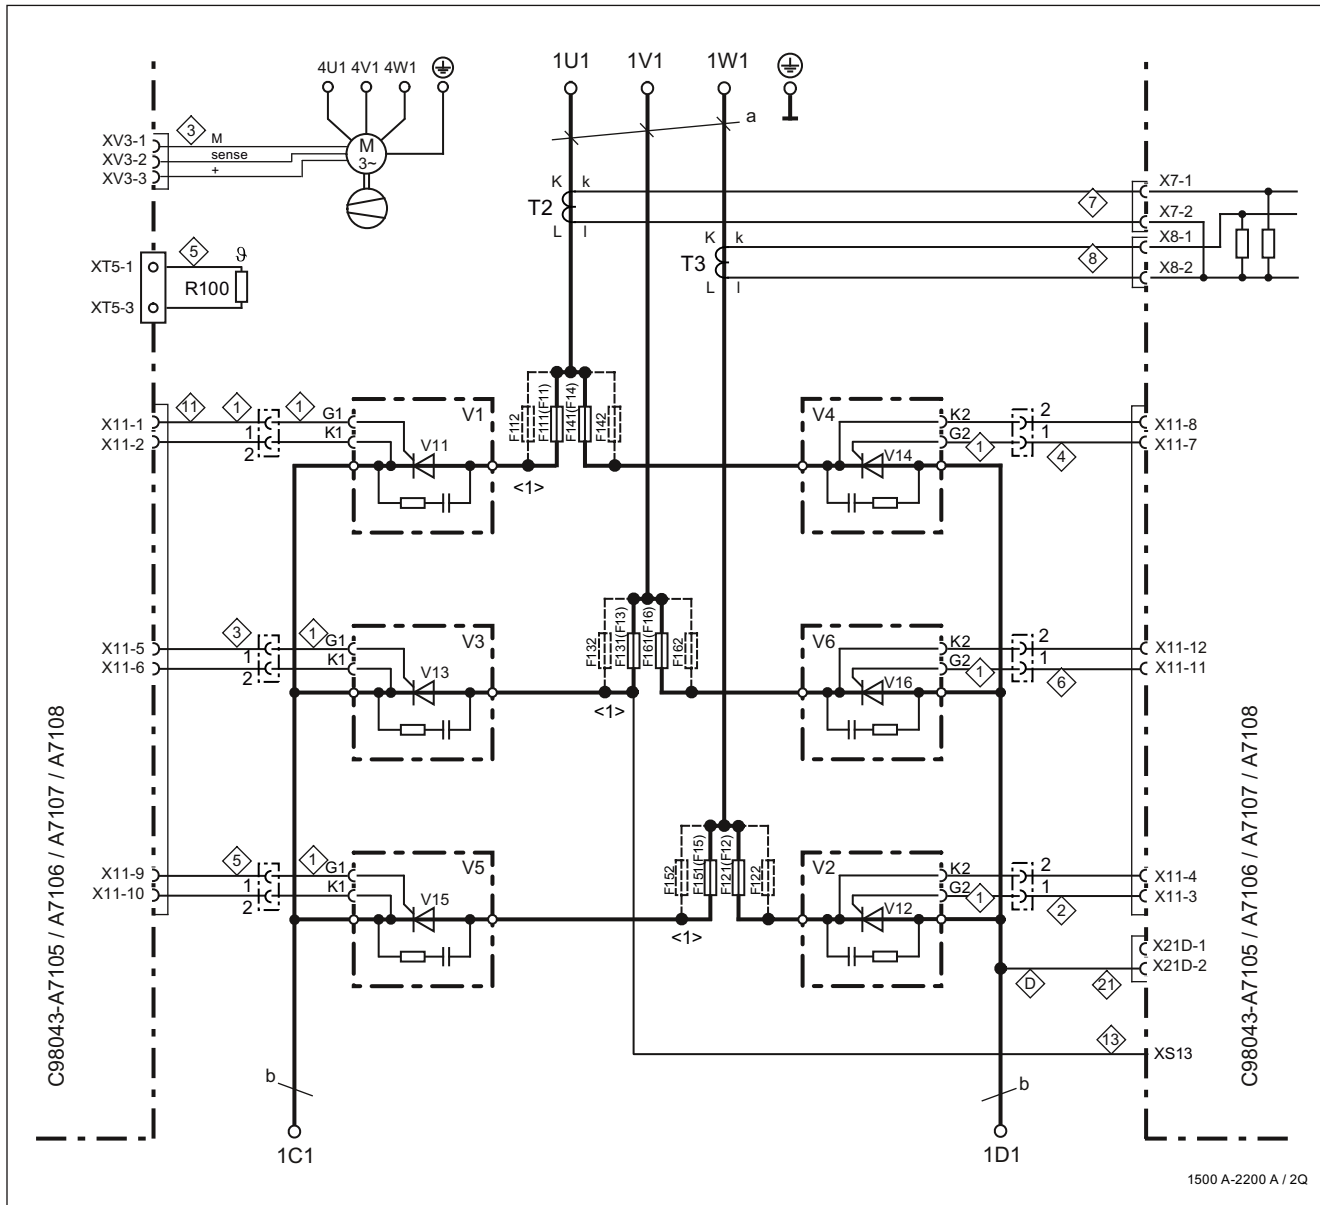 1U1 1V1 1W1
4U1 4V1 4W1
a
XV3-1 3 M
XV3-2 sense
XV3-3 +
M
3~
K k
T2
L l
7
X7-1
X7-2
K k
T3
L l
8
X8-1
X8-2
XT5-1 5 ϑ
R100
XT5-3
X11-1 11 1 1 G1 V1
X11-2 1 K1 V11
2
F112 F111(F11) F141(F14) F142
<1>
V4 K2 2 X11-8
V14 G2 1 1 4 X11-7
X11-5 3 1 G1 V3
X11-6 1 K1 V13
2
F132 F131(F13) F161(F16) F162
<1>
V6 K2 2 X11-12
V16 G2 1 1 6 X11-11
X11-9 5 1 G1 V5
X11-10 1 K1 V15
2
F152 F151(F15) F121(F12) F122
<1>
V2 K2 2 X11-4
V12 G2 1 1 2 X11-3
X21D-1
D 21 X21D-2
13 XS13
C98043-A7105 / A7106 / A7107 / A7108
C98043-A7105 / A7106 / A7107 / A7108
b b
1C1 1D1
1500 A-2200 A / 2Q